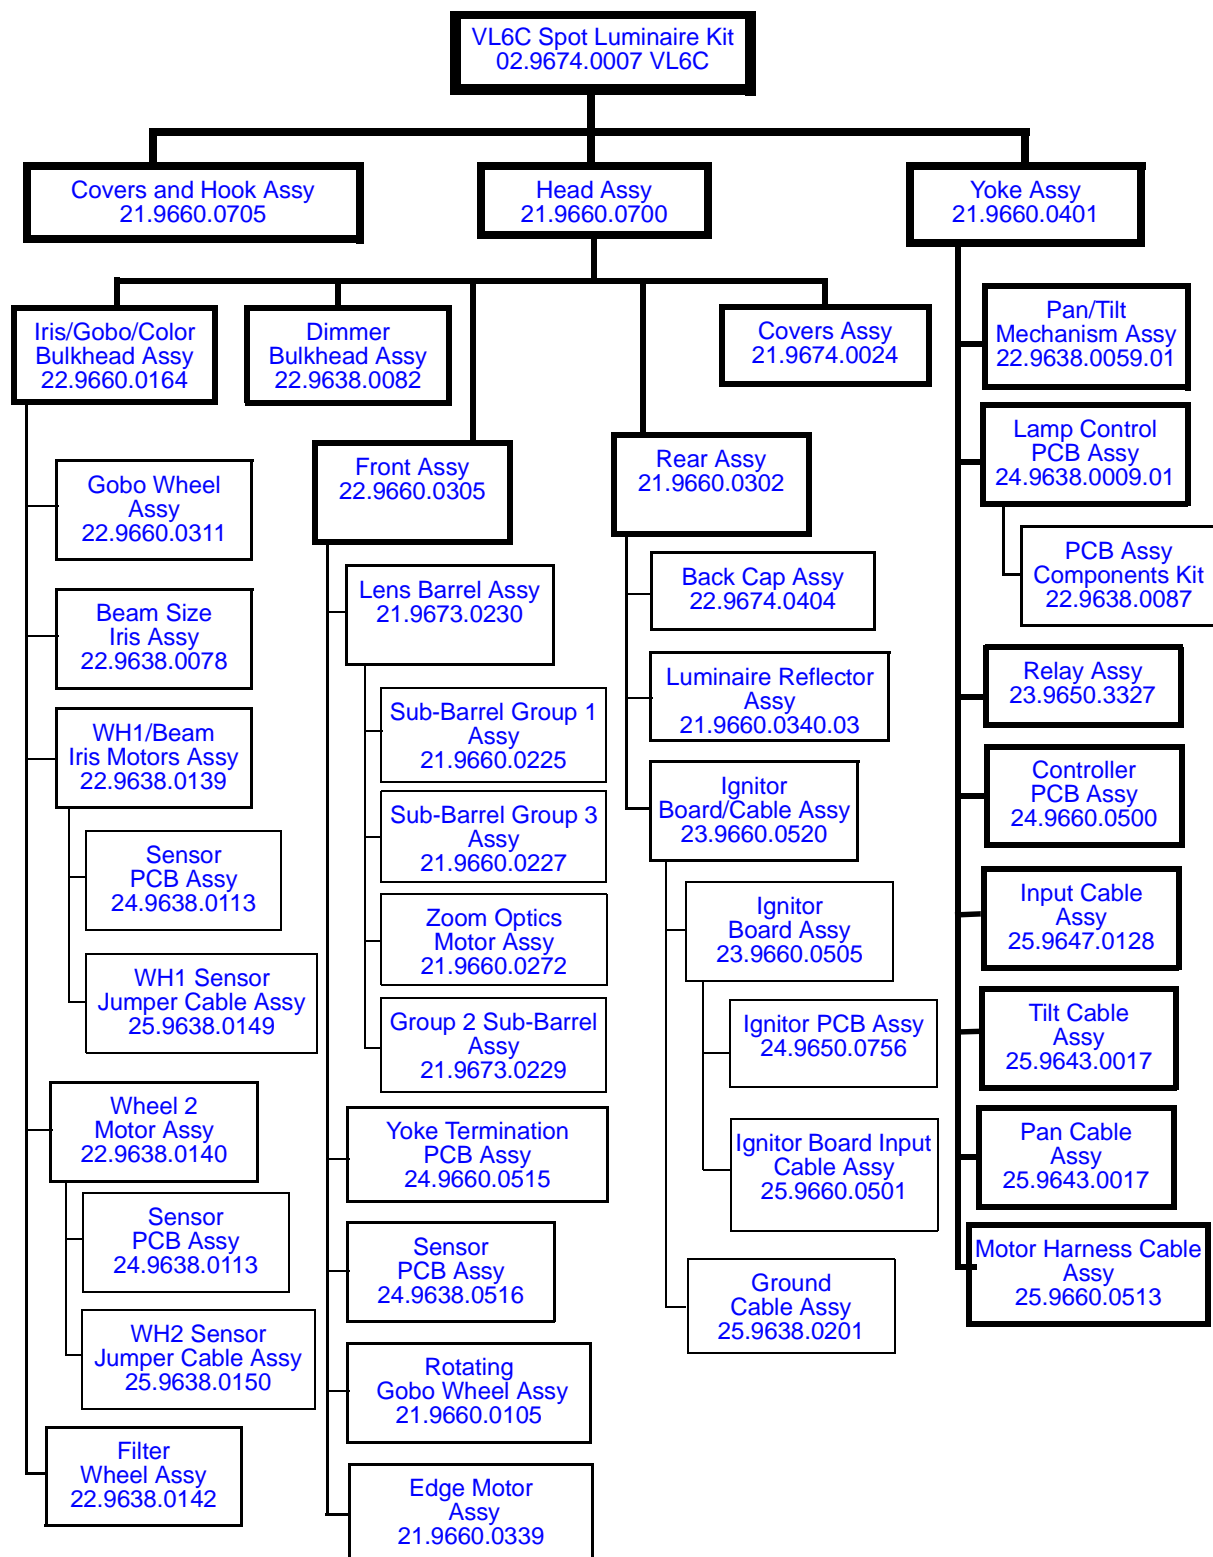 VL6C Spot Luminaire Kit
02.9674.0007 VL6C
Covers and Hook Assy
21.9660.0705
Head Assy
21.9660.0700
Yoke Assy
21.9660.0401
Iris/Gobo/Color
Bulkhead Assy
22.9660.0164
Dimmer
Bulkhead Assy
22.9638.0082
Covers Assy
21.9674.0024
Gobo Wheel
Assy
22.9660.0311
Beam Size
Iris Assy
22.9638.0078
WH1/Beam
Iris Motors Assy
22.9638.0139
Sensor
PCB Assy
24.9638.0113
WH1 Sensor
Jumper Cable Assy
25.9638.0149
Wheel 2
Motor Assy
22.9638.0140
Sensor
PCB Assy
24.9638.0113
WH2 Sensor
Jumper Cable Assy
25.9638.0150
Filter
Wheel Assy
22.9638.0142
Front Assy
22.9660.0305
Lens Barrel Assy
21.9673.0230
Sub-Barrel Group 1
Assy
21.9660.0225
Sub-Barrel Group 3
Assy
21.9660.0227
Zoom Optics
Motor Assy
21.9660.0272
Group 2 Sub-Barrel
Assy
21.9673.0229
Yoke Termination
PCB Assy
24.9660.0515
Sensor
PCB Assy
24.9638.0516
Rotating
Gobo Wheel Assy
21.9660.0105
Edge Motor
Assy
21.9660.0339
Rear Assy
21.9660.0302
Back Cap Assy
22.9674.0404
Luminaire Reflector
Assy
21.9660.0340.03
Ignitor
Board/Cable Assy
23.9660.0520
Ignitor
Board Assy
23.9660.0505
Ignitor PCB Assy
24.9650.0756
Ignitor Board Input
Cable Assy
25.9660.0501
Ground
Cable Assy
25.9638.0201
Pan/Tilt
Mechanism Assy
22.9638.0059.01
Lamp Control
PCB Assy
24.9638.0009.01
PCB Assy
Components Kit
22.9638.0087
Relay Assy
23.9650.3327
Controller
PCB Assy
24.9660.0500
Input Cable
Assy
25.9647.0128
Tilt Cable
Assy
25.9643.0017
Pan Cable
Assy
25.9643.0017
Motor Harness Cable
Assy
25.9660.0513